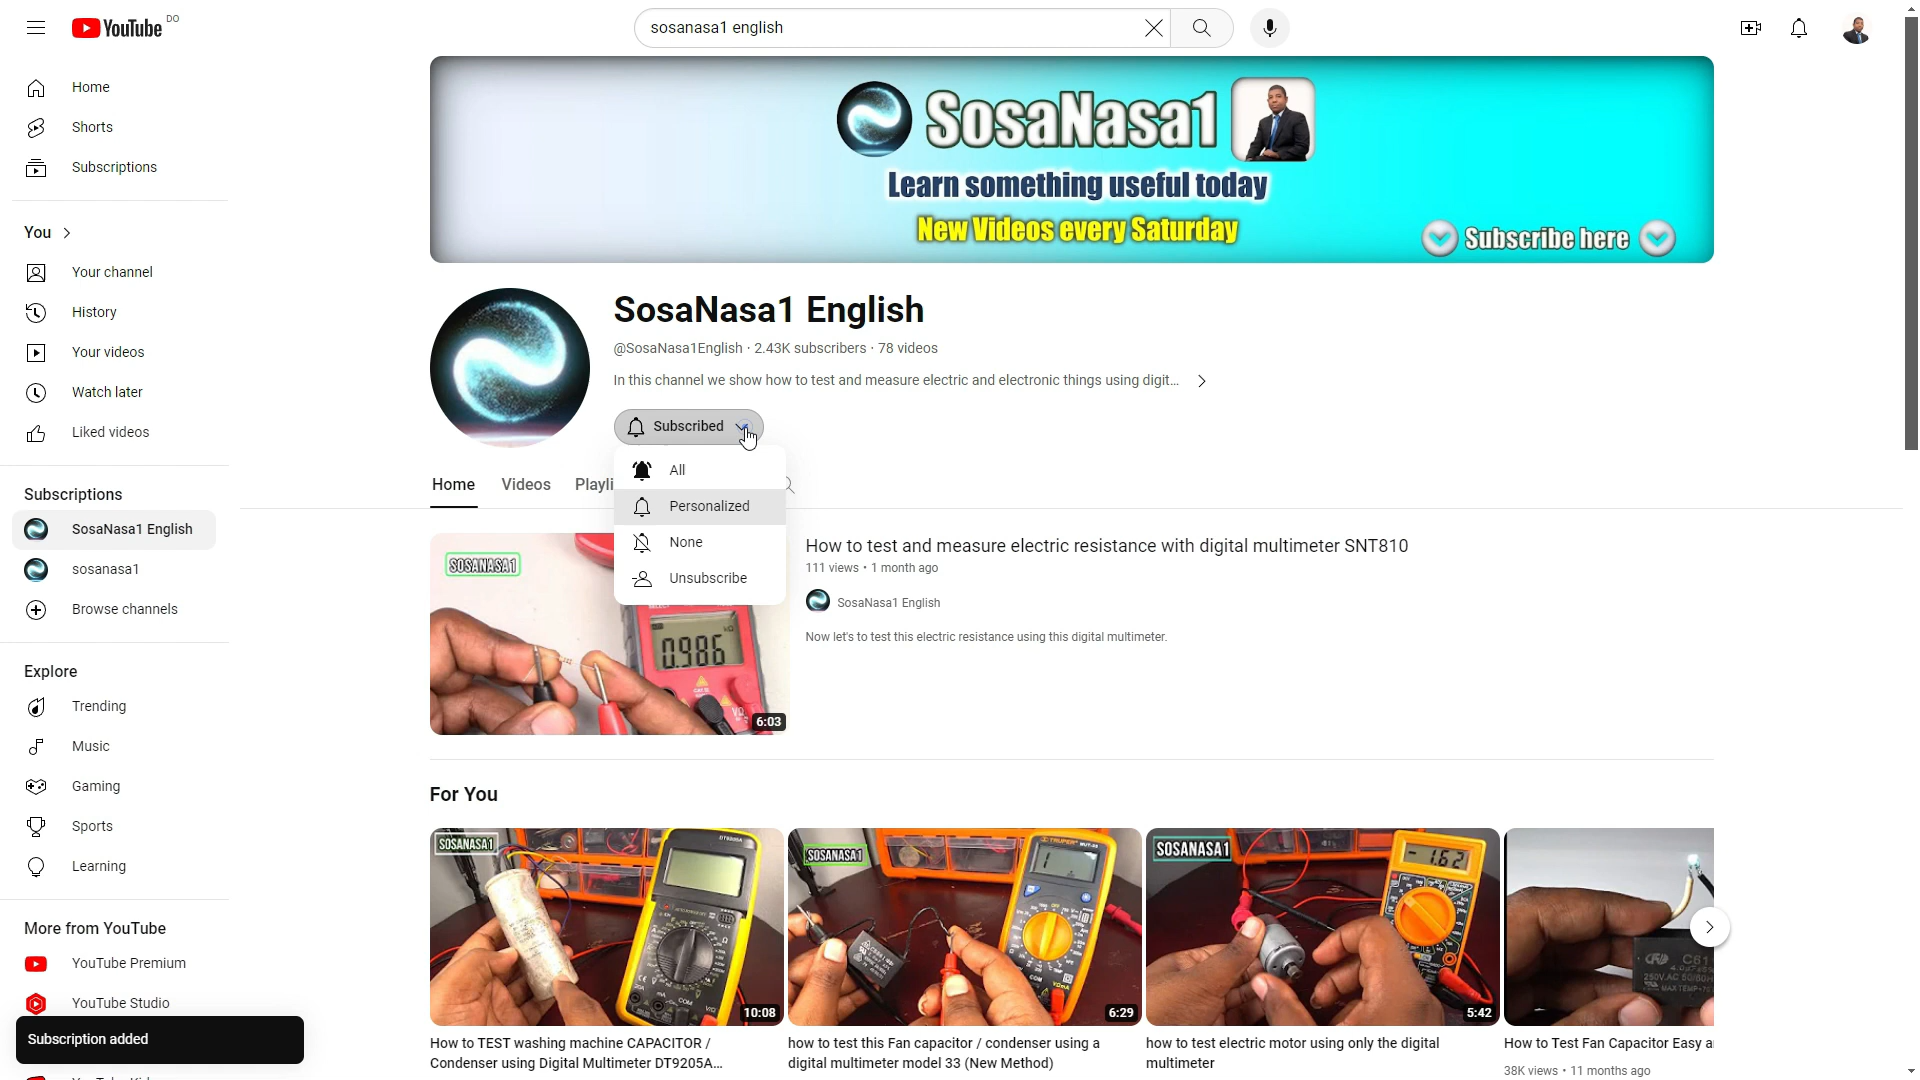 YouTube DO
sosanasa1 english
Home
Shorts
Subscriptions
You
Your channel
History
Your videos
Watch later
Liked videos
Subscriptions
SosaNasa1 English
sosanasa1
Browse channels
Explore
Trending
Music
Gaming
Sports
Learning
More from YouTube
YouTube Premium
YouTube Studio
Subscription added
SosaNasa1
Learn something useful today
New Videos every Saturday
Subscribe here
SosaNasa1 English
@SosaNasa1English · 2.43K subscribers · 78 videos
In this channel we show how to test and measure electric and electronic things using digit...
Subscribed
All
Personalized
None
Unsubscribe
Home Videos Playli
SOSANASA1
0.986
6:03
How to test and measure electric resistance with digital multimeter SNT810
111 views • 1 month ago
SosaNasa1 English
Now let's to test this electric resistance using this digital multimeter.
For You
SOSANASA1
DT9205A
COM
10:08
How to TEST washing machine CAPACITOR /
Condenser using Digital Multimeter DT9205A...
SOSANASA1
TRUPER MUT-33
1
COM
6:29
how to test this Fan capacitor / condenser using a
digital multimeter model 33 (New Method)
SOSANASA1
-1.62
5:42
how to test electric motor using only the digital
multimeter
How to Test Fan Capacitor Easy a
38K views • 11 months ago